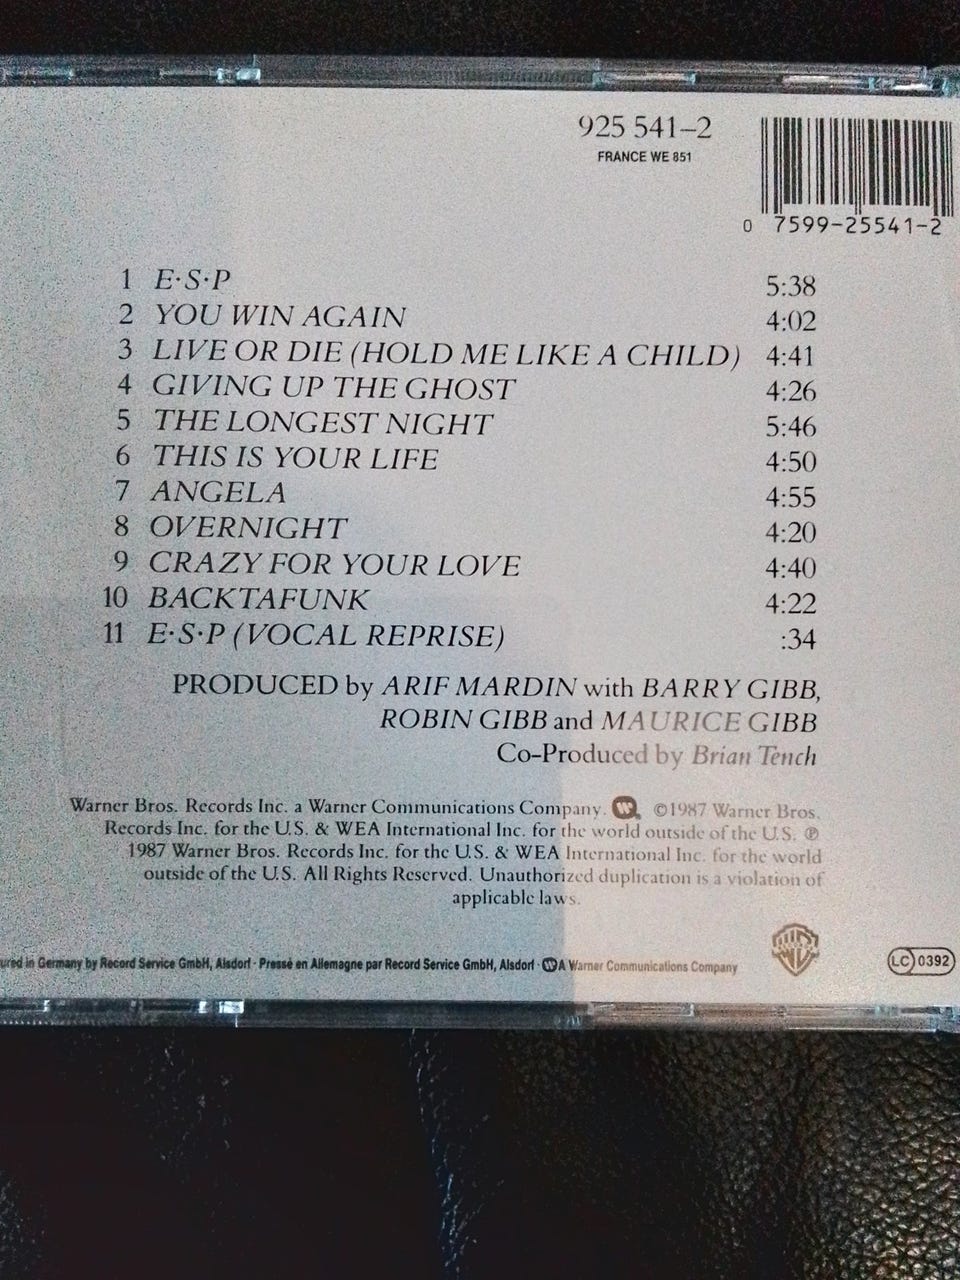 925 541–2
FRANCE WE 851
0 7599-25541-2
1 E·S·P 5:38
2 YOU WIN AGAIN 4:02
3 LIVE OR DIE (HOLD ME LIKE A CHILD) 4:41
4 GIVING UP THE GHOST 4:26
5 THE LONGEST NIGHT 5:46
6 THIS IS YOUR LIFE 4:50
7 ANGELA 4:55
8 OVERNIGHT 4:20
9 CRAZY FOR YOUR LOVE 4:40
10 BACKTAFUNK 4:22
11 E·S·P (VOCAL REPRISE) :34
PRODUCED by ARIF MARDIN with BARRY GIBB,
ROBIN GIBB and MAURICE GIBB
Co-Produced by Brian Tench
Warner Bros. Records Inc. a Warner Communications Company. ©1987 Warner Bros.
Records Inc. for the U.S. & WEA International Inc. for the world outside of the U.S. ℗
1987 Warner Bros. Records Inc. for the U.S. & WEA International Inc. for the world
outside of the U.S. All Rights Reserved. Unauthorized duplication is a violation of
applicable laws.
ured in Germany by Record Service GmbH, Alsdorf · Pressé en Allemagne par Record Service GmbH, Alsdorf · A Warner Communications Company
WB
LC 0392